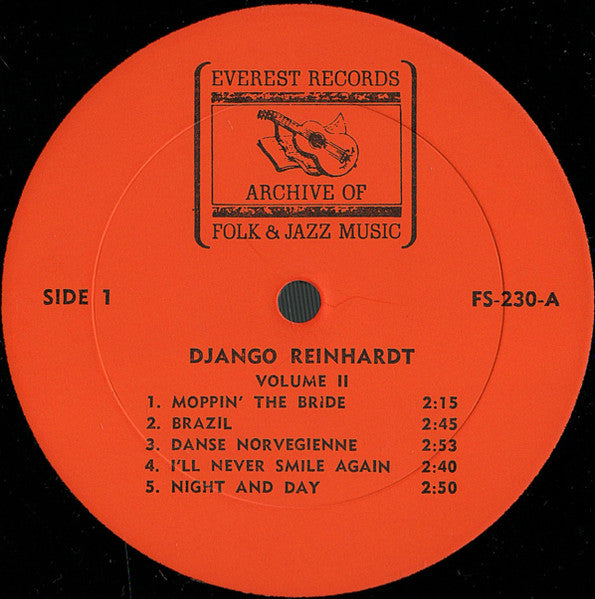 EVEREST RECORDS
ARCHIVE OF
FOLK & JAZZ MUSIC
SIDE 1
FS-230-A
DJANGO REINHARDT
VOLUME II
1. MOPPIN' THE BRIDE 2:15
2. BRAZIL 2:45
3. DANSE NORVEGIENNE 2:53
4. I'LL NEVER SMILE AGAIN 2:40
5. NIGHT AND DAY 2:50